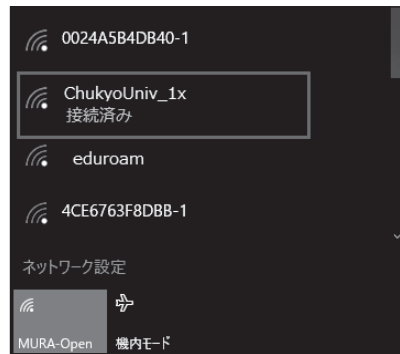 0024A5B4DB40-1
ChukyoUniv_1x
接続済み
eduroam
4CE6763F8DBB-1
ネットワーク設定
MURA-Open 機内モード